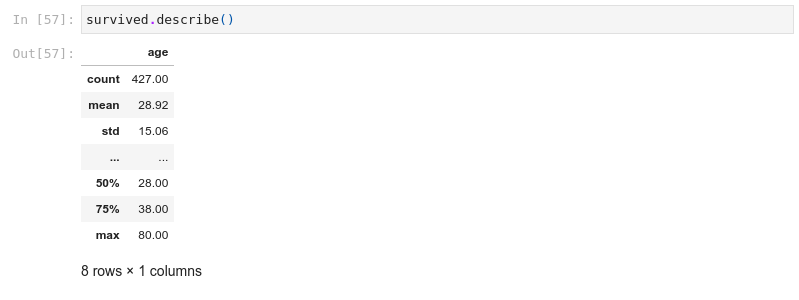 In [57]: survived.describe()
Out[57]: age
count 427.00
mean 28.92
std 15.06
... ...
50% 28.00
75% 38.00
max 80.00
8 rows × 1 columns